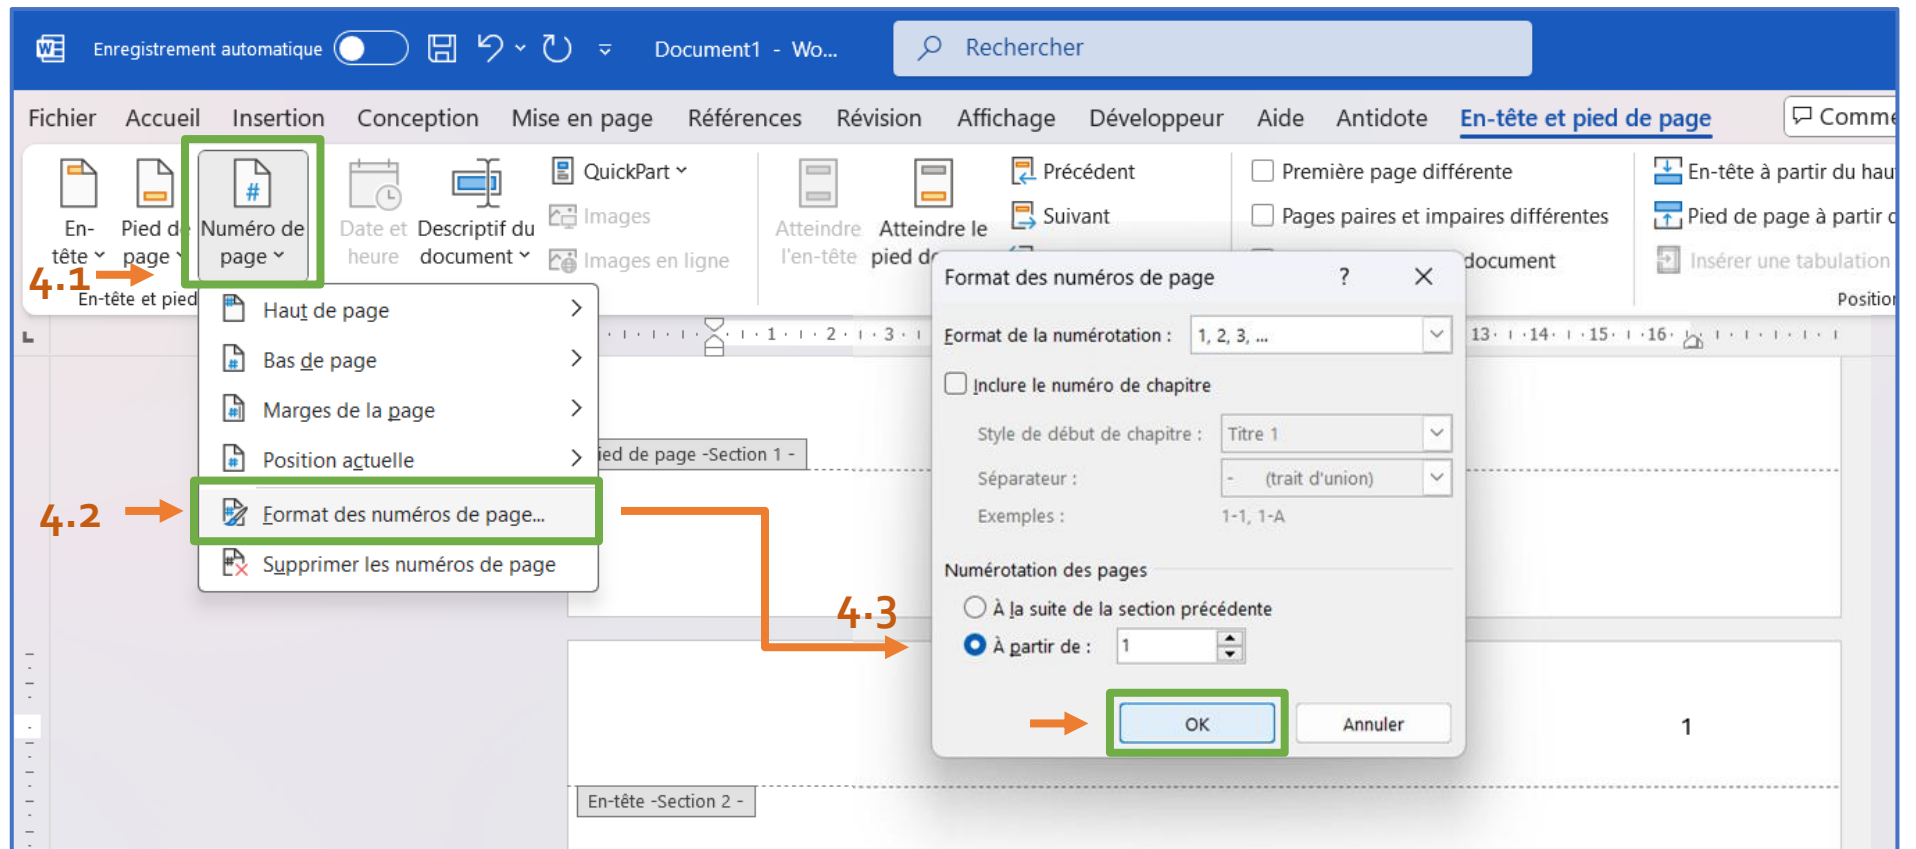 Enregistrement automatique
Document1 - Wo...
Rechercher
Fichier Accueil Insertion Conception Mise en page Références Révision Affichage Développeur Aide Antidote En-tête et pied de page
En-
tête
Pied de
page
Numéro de
page
Date et
heure
Descriptif du
document
QuickPart
Images
Images en ligne
Atteindre
l'en-tête
Atteindre le
pied
Précédent
Suivant
Première page différente
Pages paires et impaires différentes
document
En-tête à partir du
Pied de page à partir
Insérer une tabulation
En-tête et pied
4.1
Haut de page
Bas de page
Marges de la page
Position actuelle
4.2
Format des numéros de page...
Supprimer les numéros de page
1 2 3 13 14 15 16
ied de page -Section 1 -
4.3
Format des numéros de page ? X
Format de la numérotation : 1, 2, 3, ...
Inclure le numéro de chapitre
Style de début de chapitre : Titre 1
Séparateur : - (trait d'union)
Exemples : 1-1, 1-A
Numérotation des pages
À la suite de la section précédente
À partir de : 1
OK Annuler
1
En-tête -Section 2 -